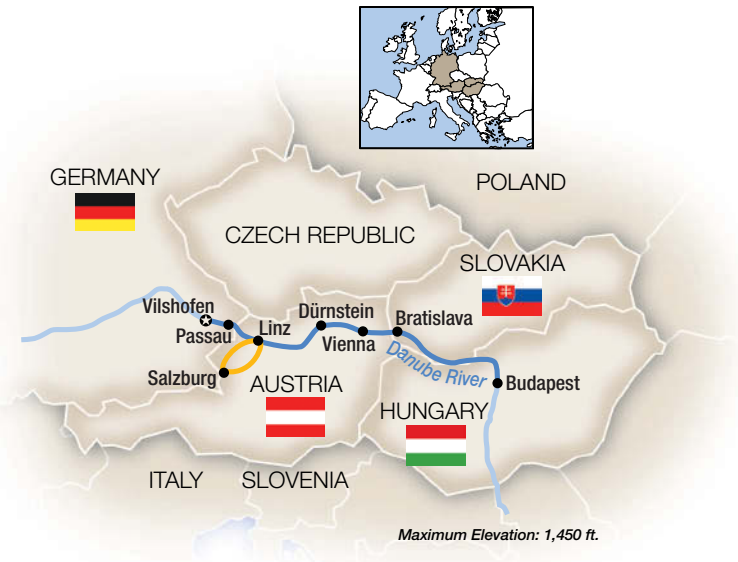 GERMANY
POLAND
CZECH REPUBLIC
SLOVAKIA
Vilshofen
Passau
Linz
Dürnstein
Vienna
Bratislava
Danube River
Salzburg
AUSTRIA
Budapest
HUNGARY
ITALY
SLOVENIA
Maximum Elevation: 1,450 ft.